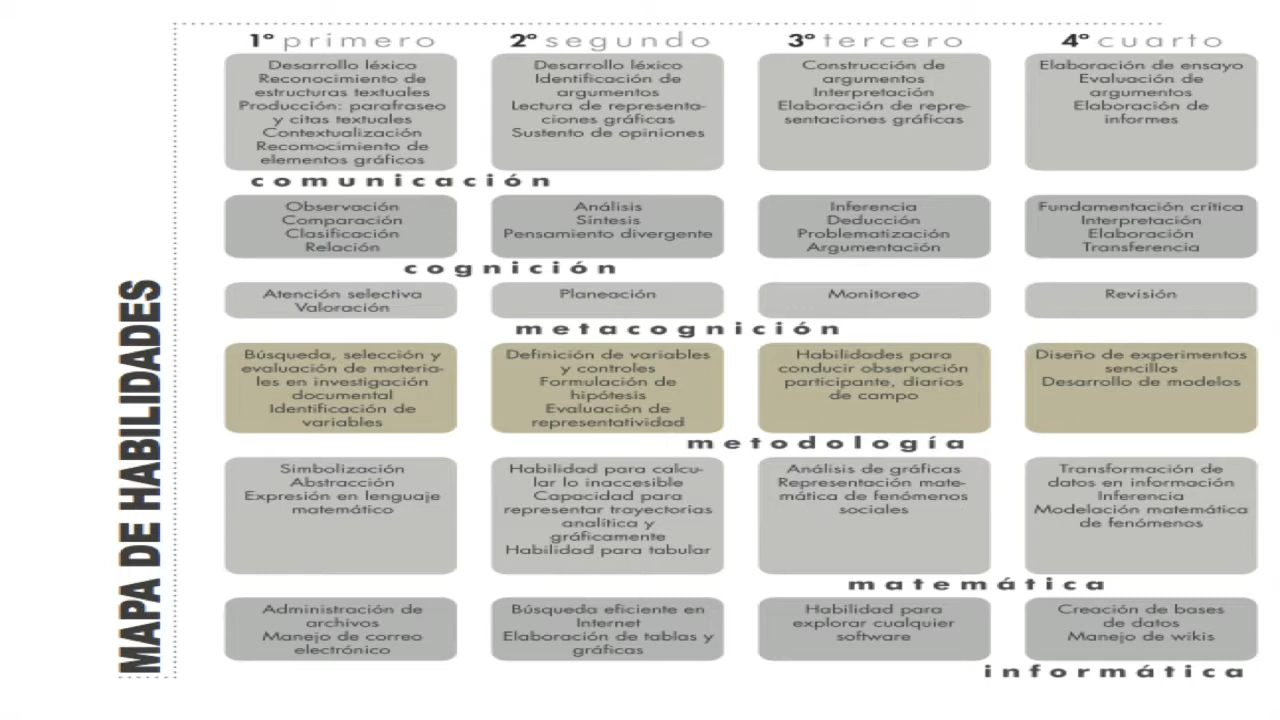 MAPA DE HABILIDADES
1º primero
2º segundo
3º tercero
4º cuarto
Desarrollo léxico
Reconocimiento de
estructuras textuales
Producción: parafraseo
y citas textuales
Contextualización
Recomocimiento de
elementos gráficos
Desarrollo léxico
Identificación de
argumentos
Lectura de representa-
ciones gráficas
Sustento de opiniones
Construcción de
argumentos
Interpretación
Elaboración de repre-
sentaciones gráficas
Elaboración de ensayo
Evaluación de
argumentos
Elaboración de
informes
comunicación
Observación
Comparación
Clasificación
Relación
Análisis
Síntesis
Pensamiento divergente
Inferencia
Deducción
Problematización
Argumentación
Fundamentación crítica
Interpretación
Elaboración
Transferencia
cognición
Atención selectiva
Valoración
Planeación
Monitoreo
Revisión
metacognición
Búsqueda, selección y
evaluación de materia-
les en investigación
documental
Identificación de
variables
Definición de variables
y controles
Formulación de
hipótesis
Evaluación de
representatividad
Habilidades para
conducir observación
participante, diarios
de campo
Diseño de experimentos
sencillos
Desarrollo de modelos
metodología
Simbolización
Abstracción
Expresión en lenguaje
matemático
Habilidad para calcu-
lar lo inaccesible
Capacidad para
representar trayectorias
analítica y
gráficamente
Habilidad para tabular
Análisis de gráficas
Representación mate-
mática de fenómenos
sociales
Transformación de
datos en información
Inferencia
Modelación matemática
de fenómenos
matemática
Administración de
archivos
Manejo de correo
electrónico
Búsqueda eficiente en
Internet
Elaboración de tablas y
gráficas
Habilidad para
explorar cualquier
software
Creación de bases
de datos
Manejo de wikis
informática